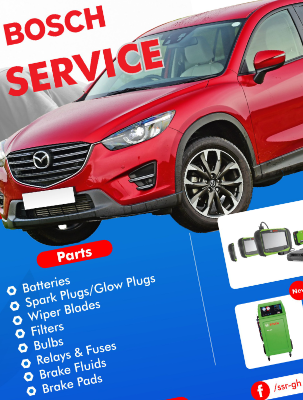 BOSCH
SERVICE
Parts
Batteries
Spark Plugs/Glow Plugs
Wiper Blades
Filters
Bulbs
Relays & Fuses
Brake Fluids
Brake Pads
New
f /ssr-gh